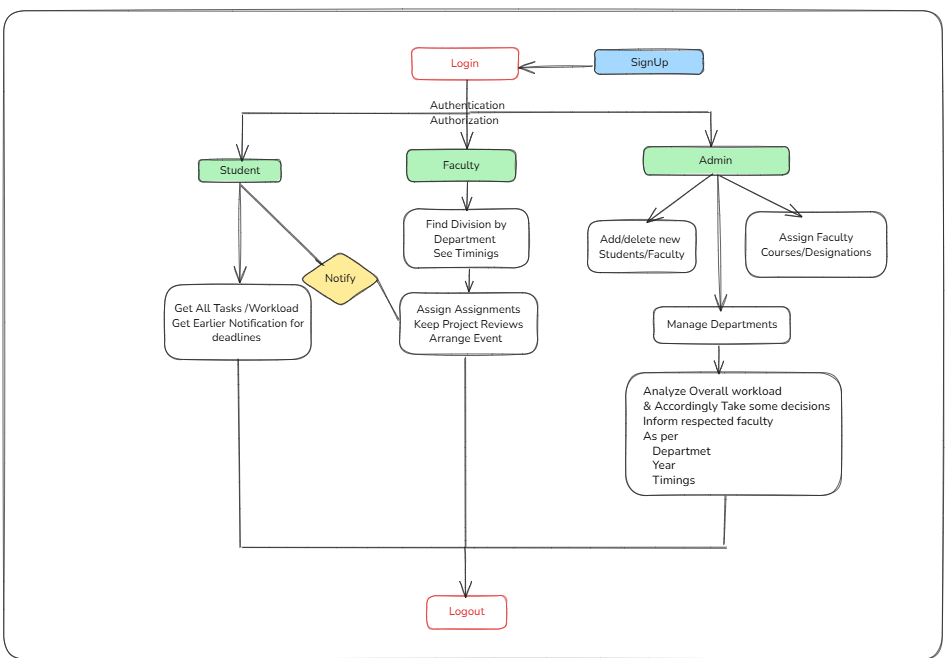 Login
SignUp
Authentication
Authorization
Student
Faculty
Admin
Find Division by
Department
See Timinigs
Add/delete new
Students/Faculty
Assign Faculty
Courses/Designations
Notify
Get All Tasks /Workload
Get Earlier Notification for
deadlines
Assign Assignments
Keep Project Reviews
Arrange Event
Manage Departments
Analyze Overall workload
& Accordingly Take some decisions
Inform respected faculty
As per
Departmet
Year
Timings
Logout